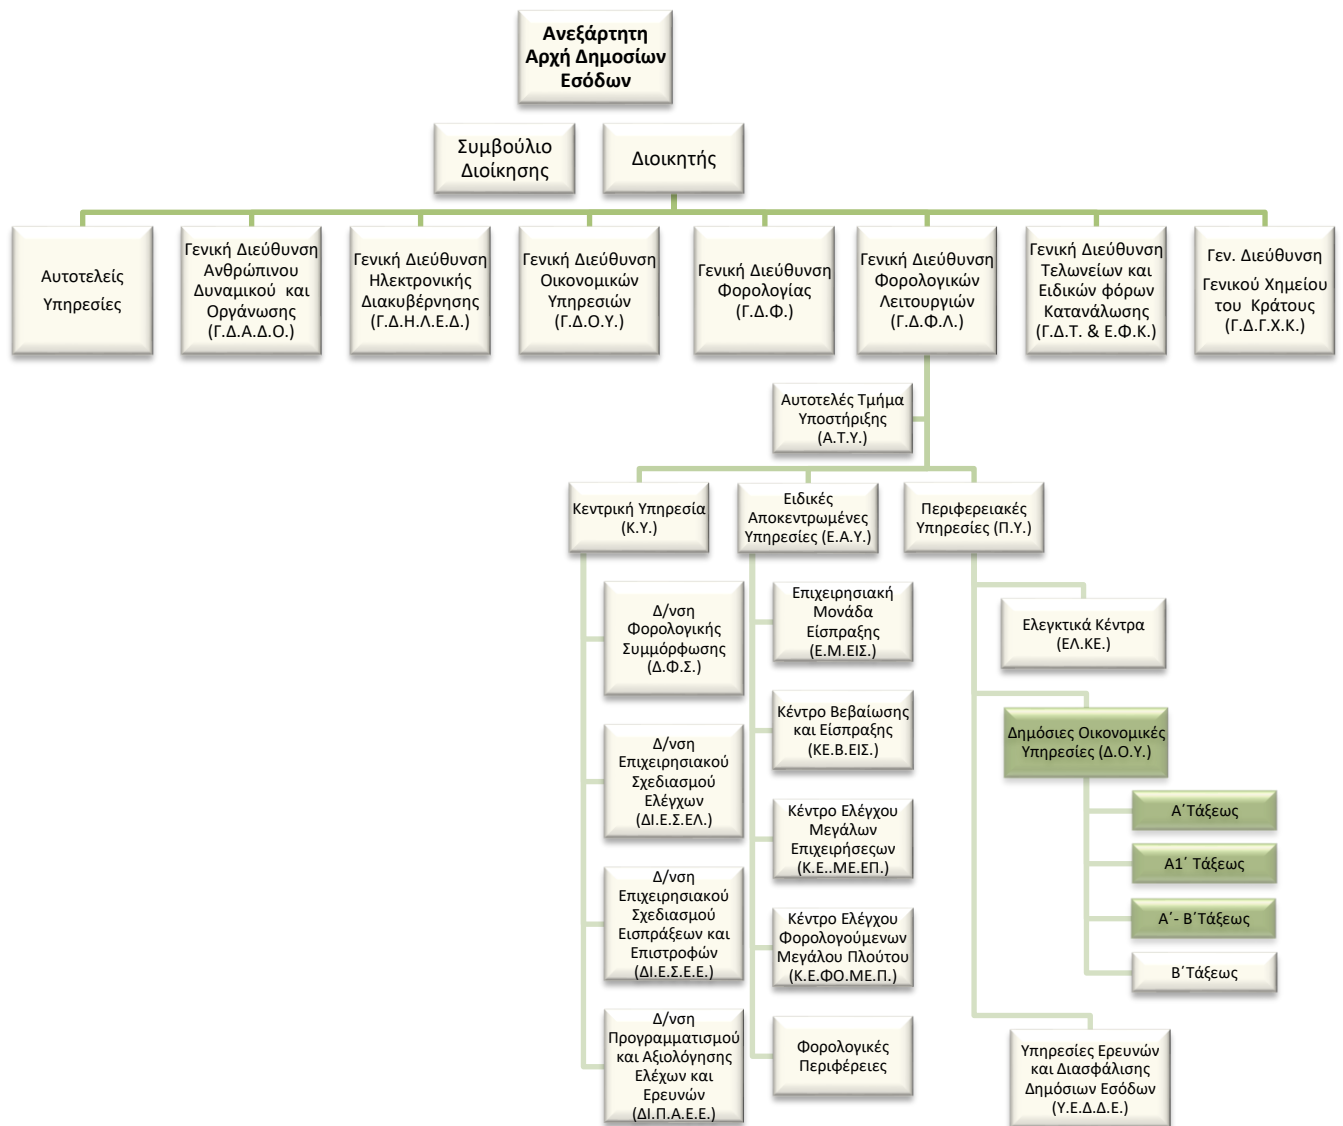 Ανεξάρτητη
Αρχή Δημοσίων
Εσόδων
Συμβούλιο
Διοίκησης
Διοικητής
Αυτοτελείς
Υπηρεσίες
Γενική Διεύθυνση
Ανθρώπινου
Δυναμικού και
Οργάνωσης
(Γ.Δ.Α.Δ.Ο.)
Γενική Διεύθυνση
Ηλεκτρονικής
Διακυβέρνησης
(Γ.Δ.Η.Λ.Ε.Δ.)
Γενική Διεύθυνση
Οικονομικών
Υπηρεσιών
(Γ.Δ.Ο.Υ.)
Γενική Διεύθυνση
Φορολογίας
(Γ.Δ.Φ.)
Γενική Διεύθυνση
Φορολογικών
Λειτουργιών
(Γ.Δ.Φ.Λ.)
Γενική Διεύθυνση
Τελωνείων και
Ειδικών φόρων
Κατανάλωσης
(Γ.Δ.Τ. & Ε.Φ.Κ.)
Γεν. Διεύθυνση
Γενικού Χημείου
του Κράτους
(Γ.Δ.Γ.Χ.Κ.)
Αυτοτελές Τμήμα
Υποστήριξης
(Α.Τ.Υ.)
Κεντρική Υπηρεσία
(Κ.Υ.)
Ειδικές
Αποκεντρωμένες
Υπηρεσίες (Ε.Α.Υ.)
Περιφερειακές
Υπηρεσίες (Π.Υ.)
Δ/νση
Φορολογικής
Συμμόρφωσης
(Δ.Φ.Σ.)
Δ/νση
Επιχειρησιακού
Σχεδιασμού
Ελέγχων
(ΔΙ.Ε.Σ.ΕΛ.)
Δ/νση
Επιχειρησιακού
Σχεδιασμού
Εισπράξεων και
Επιστροφών
(ΔΙ.Ε.Σ.Ε.Ε.)
Δ/νση
Προγραμματισμού
και Αξιολόγησης
Ελέχων και
Ερευνών
(ΔΙ.Π.Α.Ε.Ε.)
Επιχειρησιακή
Μονάδα
Είσπραξης
(Ε.Μ.ΕΙΣ.)
Κέντρο Βεβαίωσης
και Είσπραξης
(ΚΕ.Β.ΕΙΣ.)
Κέντρο Ελέγχου
Μεγάλων
Επιχειρήσεςων
(Κ.Ε..ΜΕ.ΕΠ.)
Κέντρο Ελέγχου
Φορολογούμενων
Μεγάλου Πλούτου
(Κ.Ε.ΦΟ.ΜΕ.Π.)
Φορολογικές
Περιφέρειες
Ελεγκτικά Κέντρα
(ΕΛ.ΚΕ.)
Δημόσιες Οικονομικές
Υπηρεσίες (Δ.Ο.Υ.)
Α΄Τάξεως
Α1΄ Τάξεως
Α΄- Β΄Τάξεως
Β΄Τάξεως
Υπηρεσίες Ερευνών
και Διασφάλισης
Δημόσιων Εσόδων
(Υ.Ε.Δ.Δ.Ε.)